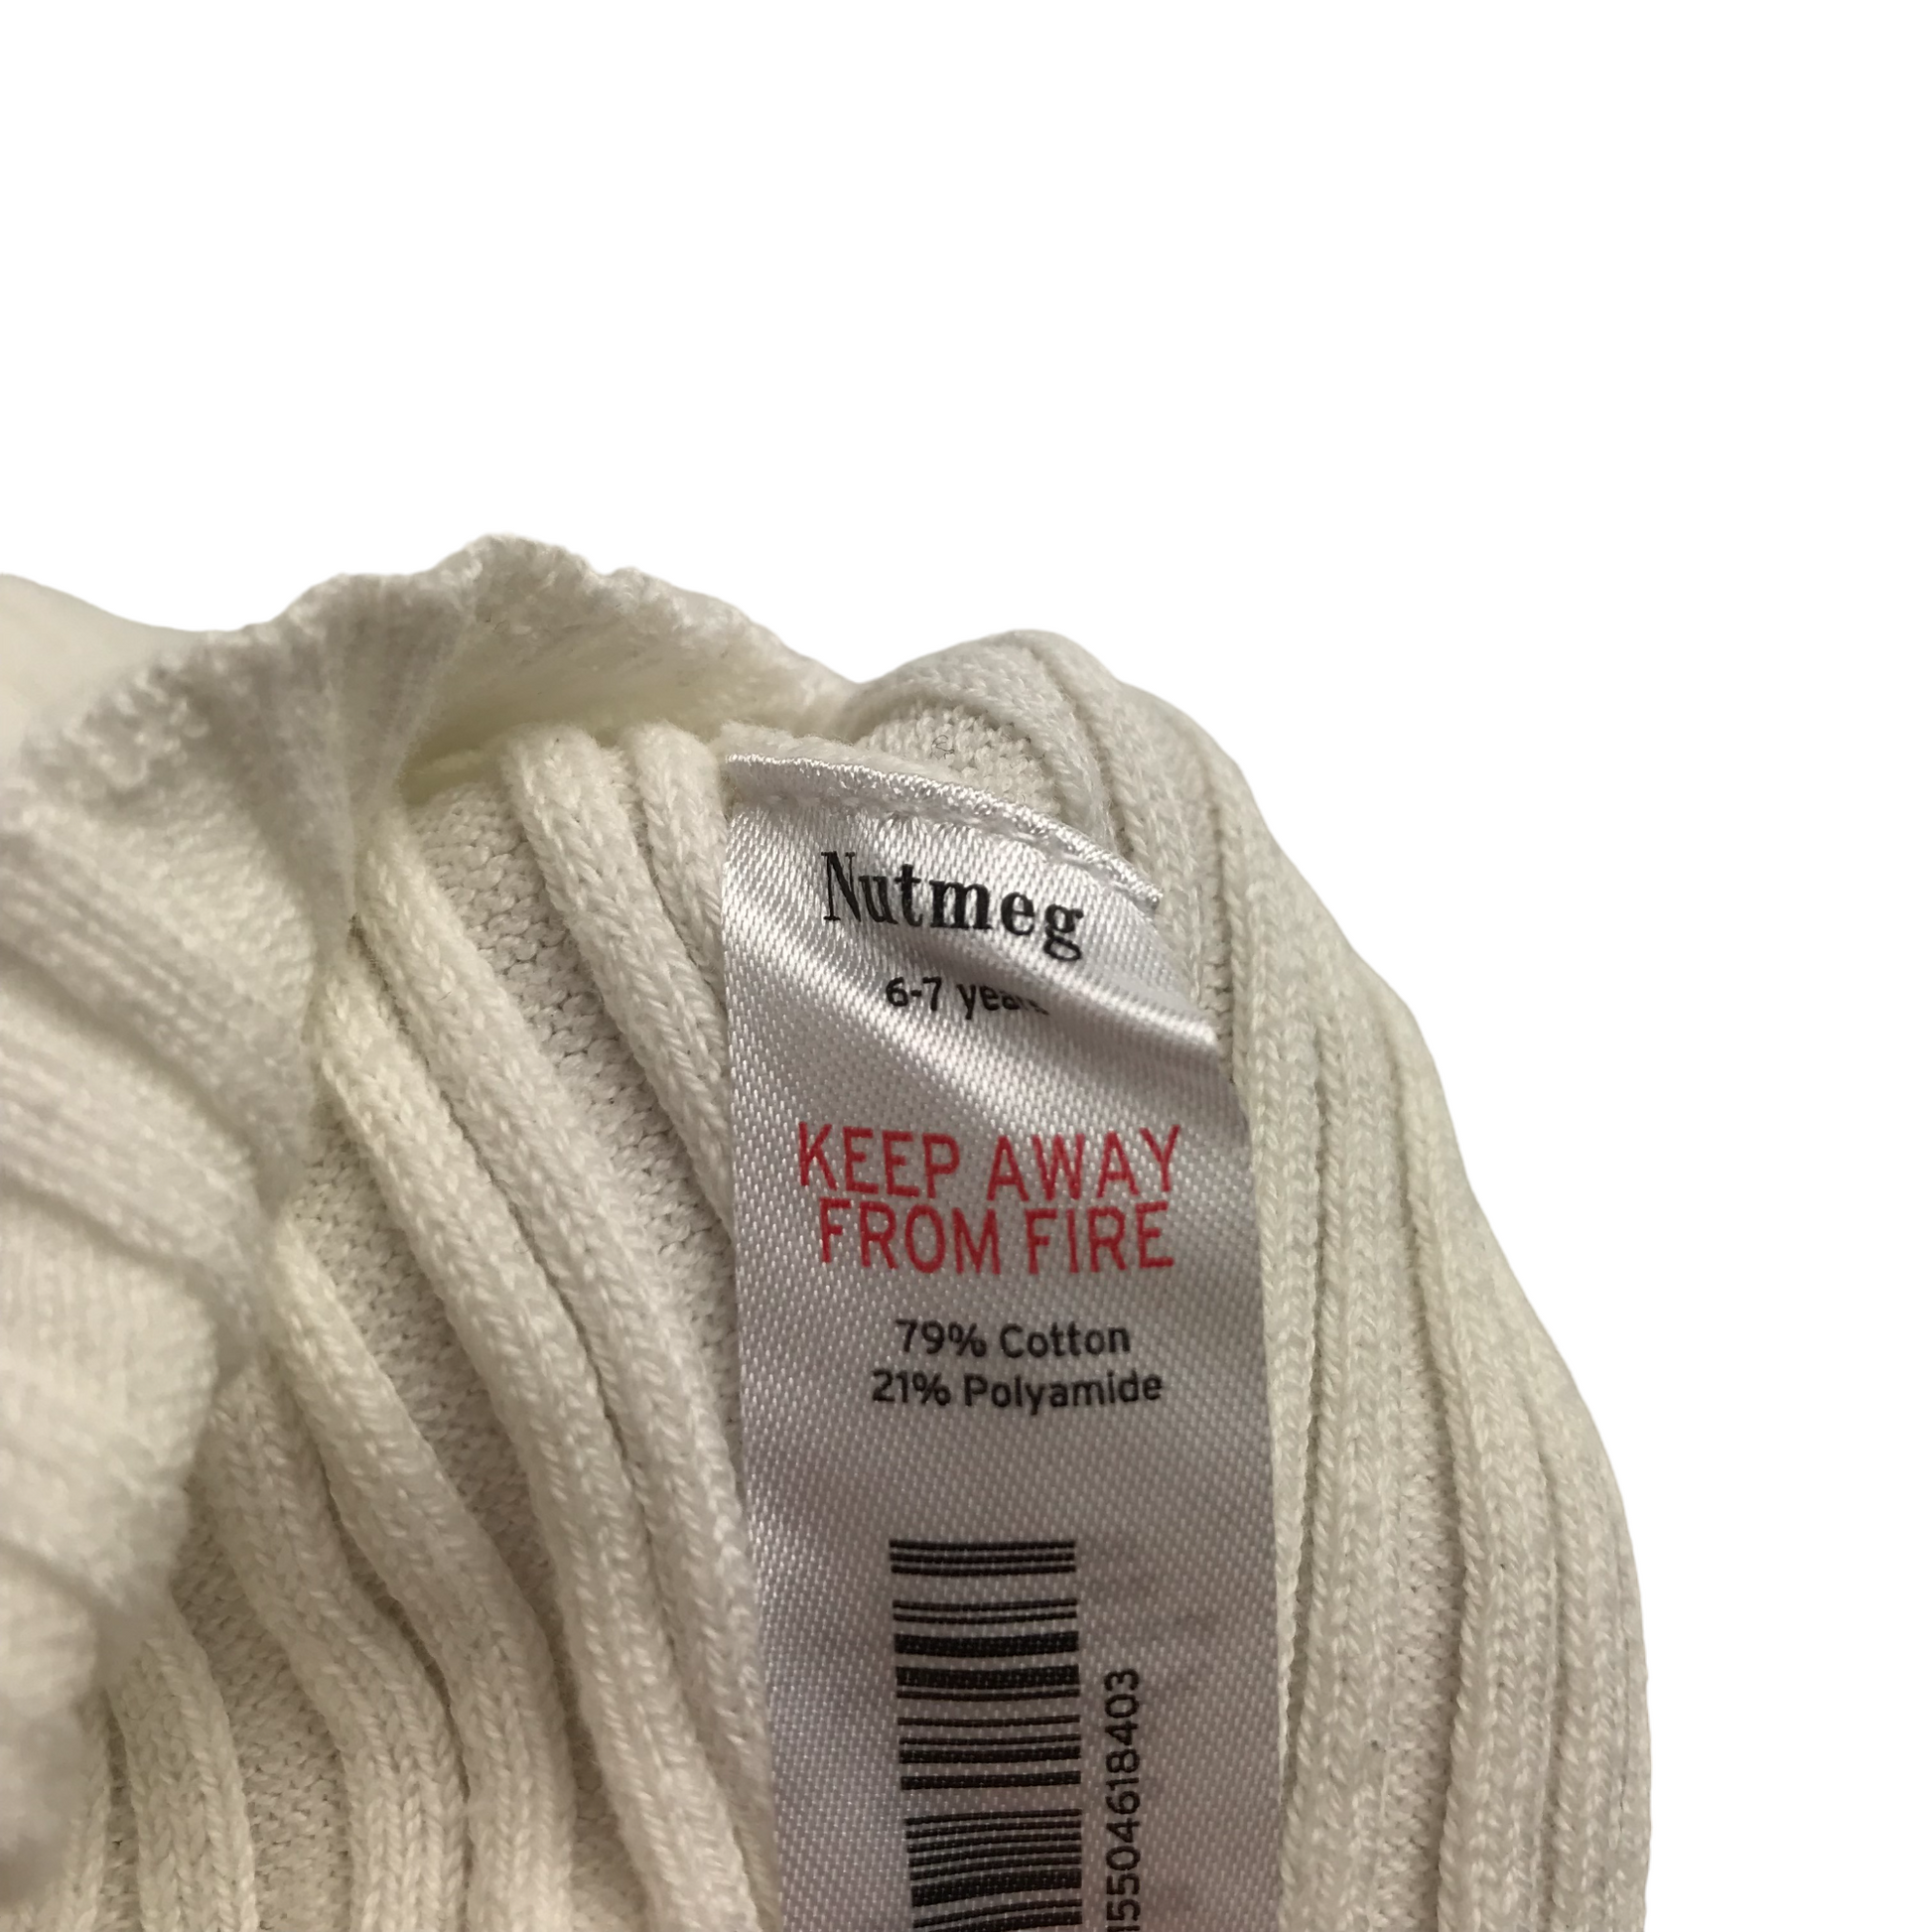 Nutmeg
6-7 years
KEEP AWAY
FROM FIRE
79% Cotton
21% Polyamide